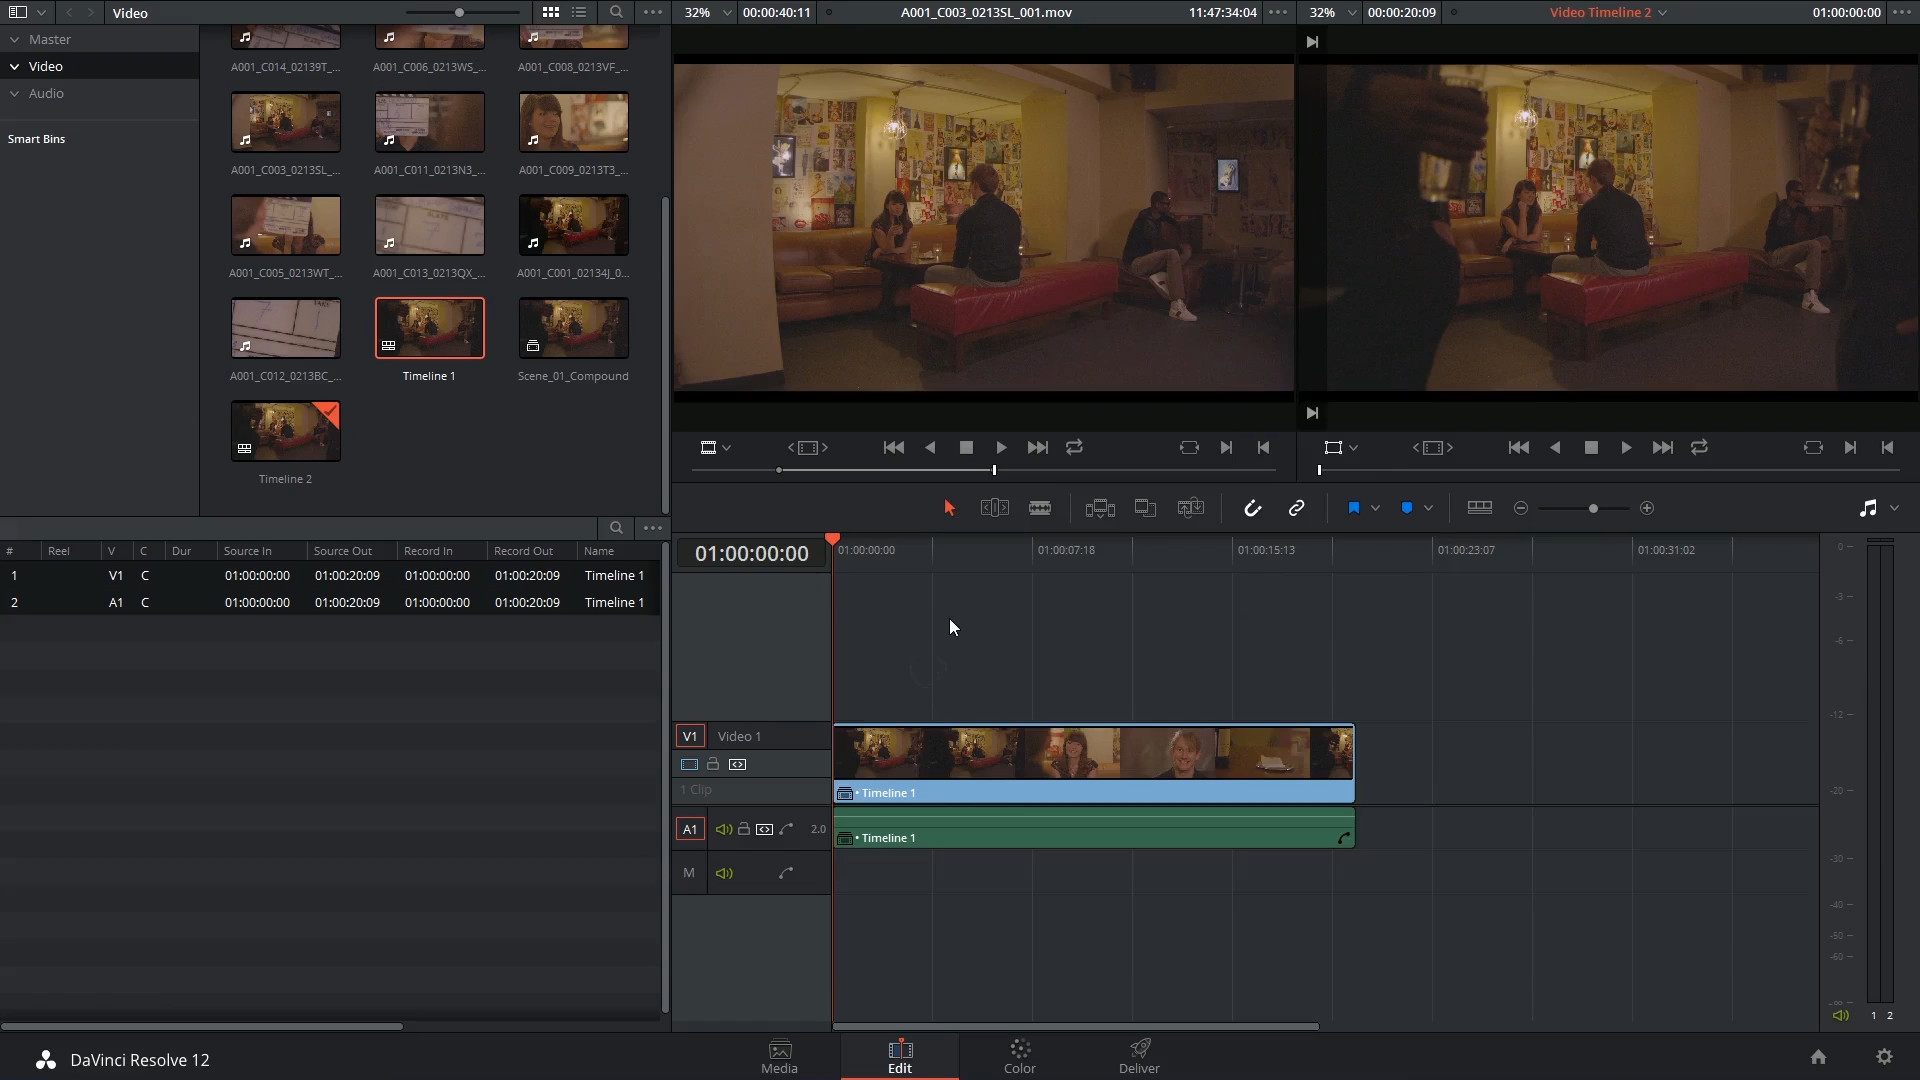 Video
32%
00:00:40:11
A001_C003_0213SL_001.mov
11:47:34:04
32%
00:00:20:09
Video Timeline 2
01:00:00:00
Master
Video
Audio
Smart Bins
A001_C014_02139T_...
A001_C006_0213WS_...
A001_C008_0213VF_...
A001_C003_0213SL_...
A001_C011_0213N3_...
A001_C009_0213T3_...
A001_C005_0213WT_...
A001_C013_0213QX_...
A001_C001_02134J_0...
A001_C012_0213BC_...
Timeline 1
Scene_01_Compound
Timeline 2
# Reel V C Dur Source In Source Out Record In Record Out Name
1 V1 C 01:00:00:00 01:00:20:09 01:00:00:00 01:00:20:09 Timeline 1
2 A1 C 01:00:00:00 01:00:20:09 01:00:00:00 01:00:20:09 Timeline 1
01:00:00:00
01:00:00:00
01:00:07:18
01:00:15:13
01:00:23:07
01:00:31:02
V1 Video 1
1 Clip
• Timeline 1
A1 2.0
• Timeline 1
M
0
-3
-6
-12
-20
-30
-40
-50
-60
1 2
DaVinci Resolve 12
Media
Edit
Color
Deliver